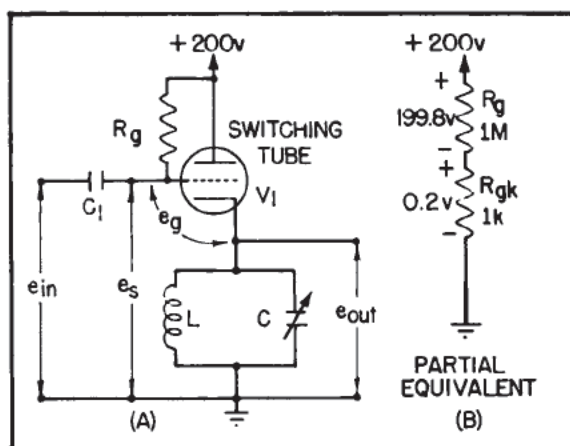 +200v
Rg
SWITCHING
TUBE
V1
C1
eg
ein
es
L
C
eout
(A)
+200v
+
199.8v
Rg
1M
-
+
0.2v
Rgk
1k
-
PARTIAL
EQUIVALENT
(B)